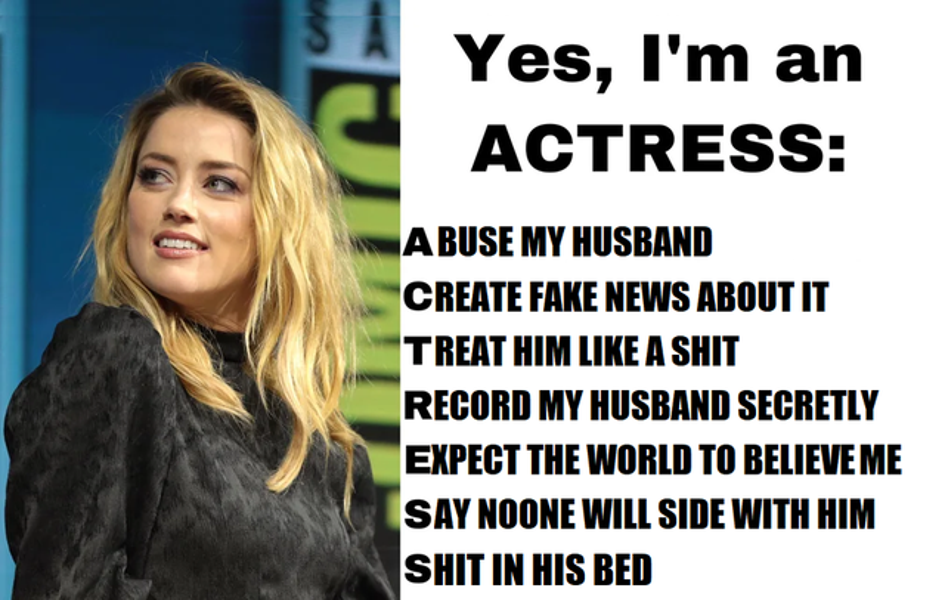 SA
Yes, I'm an
ACTRESS:
ABUSE MY HUSBAND
CREATE FAKE NEWS ABOUT IT
TREAT HIM LIKE A SHIT
RECORD MY HUSBAND SECRETLY
EXPECT THE WORLD TO BELIEVE ME
SAY NOONE WILL SIDE WITH HIM
SHIT IN HIS BED